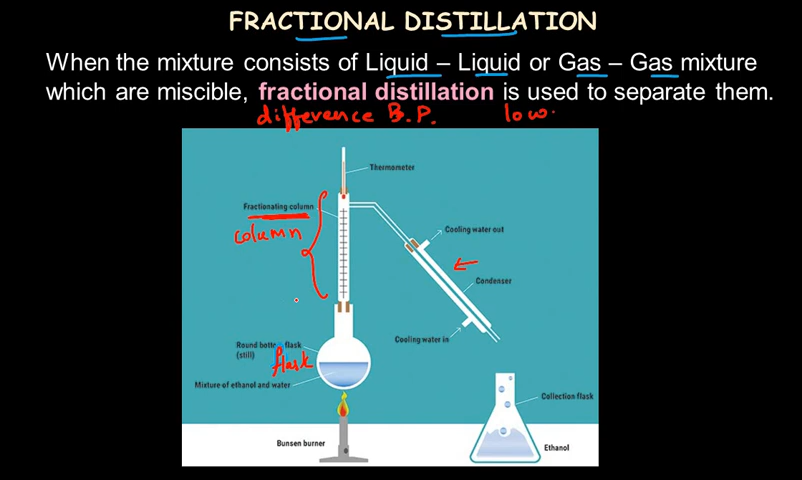 FRACTIONAL DISTILLATION
When the mixture consists of Liquid – Liquid or Gas – Gas mixture
which are miscible, fractional distillation is used to separate them.
difference B.P. low.
Thermometer
Fractionating column
column
Cooling water out
Condenser
Cooling water in
Round bottom flask
(still)
flask
Mixture of ethanol and water
Collection flask
Bunsen burner
Ethanol